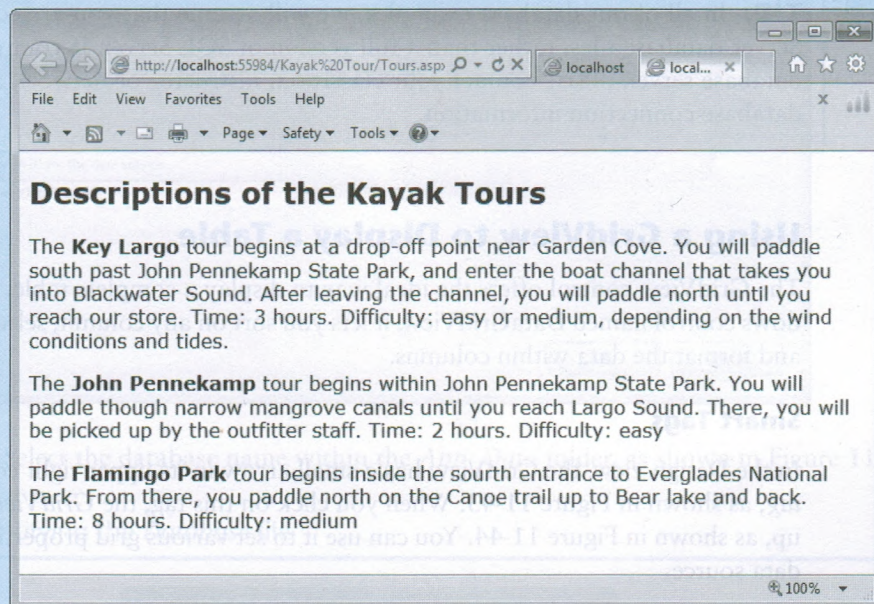 http://localhost:55984/Kayak%20Tour/Tours.asp
localhost
local...
File Edit View Favorites Tools Help
Page Safety Tools
Descriptions of the Kayak Tours
The Key Largo tour begins at a drop-off point near Garden Cove. You will paddle
south past John Pennekamp State Park, and enter the boat channel that takes you
into Blackwater Sound. After leaving the channel, you will paddle north until you
reach our store. Time: 3 hours. Difficulty: easy or medium, depending on the wind
conditions and tides.
The John Pennekamp tour begins within John Pennekamp State Park. You will
paddle though narrow mangrove canals until you reach Largo Sound. There, you will
be picked up by the outfitter staff. Time: 2 hours. Difficulty: easy
The Flamingo Park tour begins inside the sourth entrance to Everglades National
Park. From there, you paddle north on the Canoe trail up to Bear lake and back.
Time: 8 hours. Difficulty: medium
100%